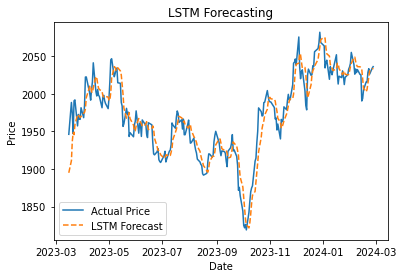 LSTM Forecasting
Price
2050
2000
1950
1900
1850
Actual Price
LSTM Forecast
2023-03 2023-05 2023-07 2023-09 2023-11 2024-01 2024-03
Date